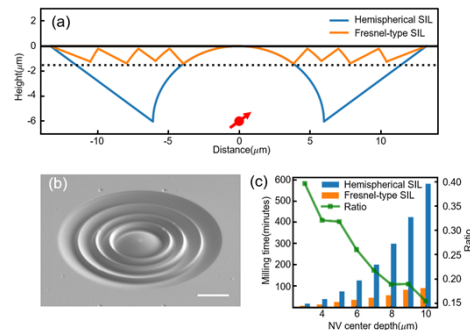 (a)
Hemispherical SIL
Fresnel-type SIL
Height(μm)
0
-2
-4
-6
-10
-5
0
5
10
Distance(μm)
(b)
(c)
Milling time(minutes)
600
500
400
300
200
100
Hemispherical SIL
Fresnel-type SIL
Ratio
0.40
0.35
0.30
0.25
0.20
0.15
Ratio
4
6
8
10
NV center depth(μm)